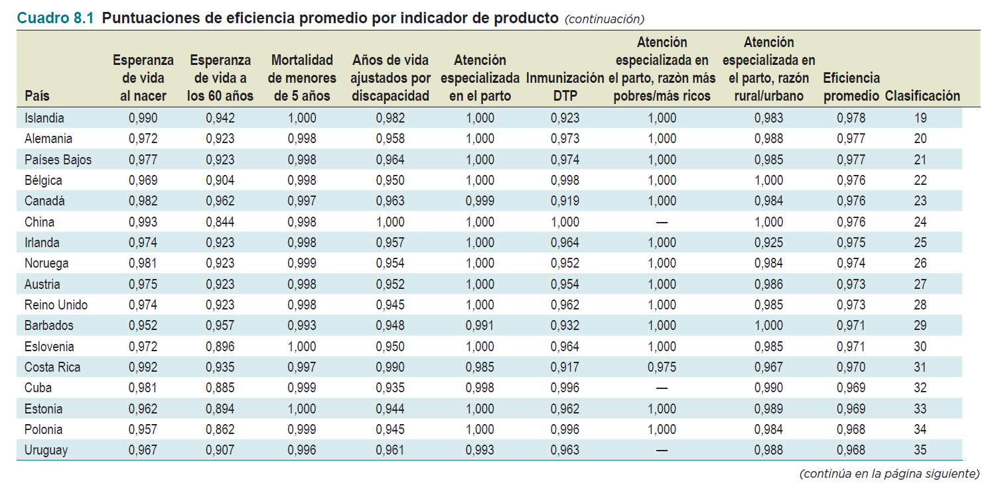 Cuadro 8.1 Puntuaciones de eficiencia promedio por indicador de producto (continuación)
Atención Atención
Esperanza Esperanza Mortalidad Años de vida Atención especializada en especializada en
de vida de vida a de menores ajustados por especializada Inmunización el parto, razòn más el parto, razón Eficiencia
País al nacer los 60 años de 5 años discapacidad en el parto DTP pobres/más ricos rural/urbano promedio Clasificación
Islandia 0,990 0,942 1,000 0,982 1,000 0,923 1,000 0,983 0,978 19
Alemania 0,972 0,923 0,998 0,958 1,000 0,973 1,000 0,988 0,977 20
Países Bajos 0,977 0,923 0,998 0,964 1,000 0,974 1,000 0,985 0,977 21
Bélgica 0,969 0,904 0,998 0,950 1,000 0,998 1,000 1,000 0,976 22
Canadá 0,982 0,962 0,997 0,963 0,999 0,919 1,000 0,984 0,976 23
China 0,993 0,844 0,998 1,000 1,000 1,000 — 1,000 0,976 24
Irlanda 0,974 0,923 0,998 0,957 1,000 0,964 1,000 0,925 0,975 25
Noruega 0,981 0,923 0,999 0,954 1,000 0,952 1,000 0,984 0,974 26
Austria 0,975 0,923 0,998 0,952 1,000 0,954 1,000 0,986 0,973 27
Reino Unido 0,974 0,923 0,998 0,945 1,000 0,962 1,000 0,985 0,973 28
Barbados 0,952 0,957 0,993 0,948 0,991 0,932 1,000 1,000 0,971 29
Eslovenia 0,972 0,896 1,000 0,950 1,000 0,964 1,000 0,985 0,971 30
Costa Rica 0,992 0,935 0,997 0,990 0,985 0,917 0,975 0,967 0,970 31
Cuba 0,981 0,885 0,999 0,935 0,998 0,996 — 0,990 0,969 32
Estonia 0,962 0,894 1,000 0,944 1,000 0,962 1,000 0,989 0,969 33
Polonia 0,957 0,862 0,999 0,945 1,000 0,996 1,000 0,984 0,968 34
Uruguay 0,967 0,907 0,996 0,961 0,993 0,963 — 0,988 0,968 35
(continúa en la página siguiente)